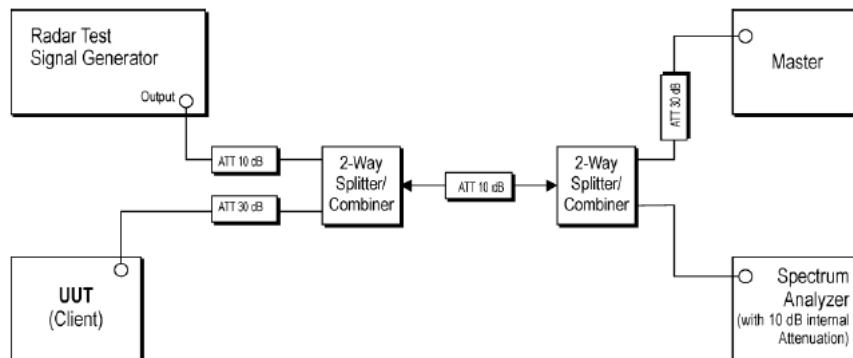 Radar Test
Signal Generator
Output
ATT 10 dB
ATT 30 dB
UUT
(Client)
2-Way
Splitter/
Combiner
ATT 10 dB
2-Way
Splitter/
Combiner
ATT 30 dB
Master
Spectrum
Analyzer
(with 10 dB internal
Attenuation)